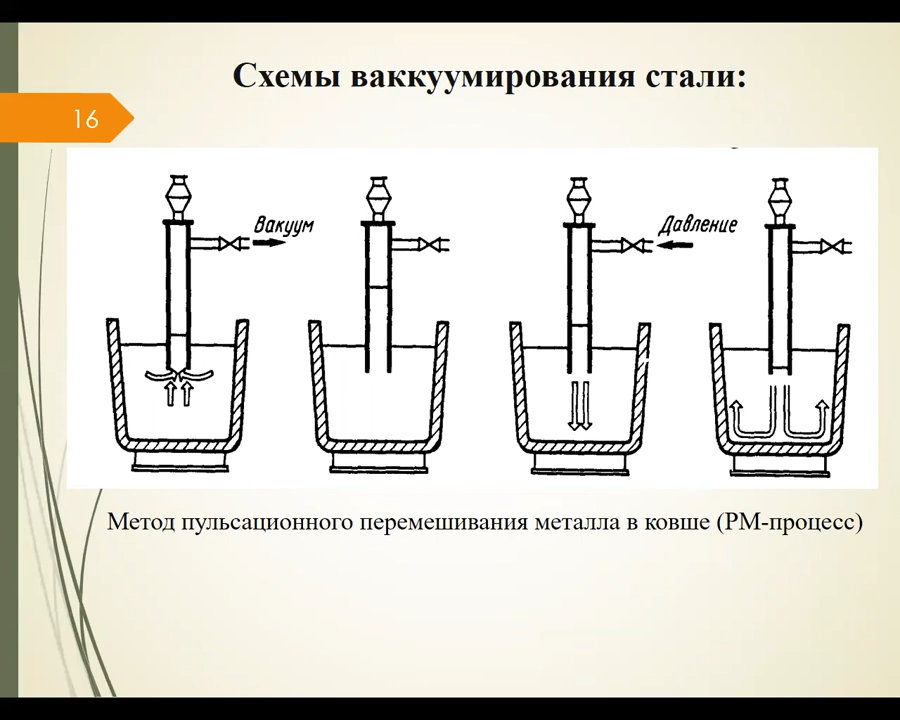 Схемы ваккуумирования стали:
16
Вакуум
Давление
Метод пульсационного перемешивания металла в ковше (РМ-процесс)